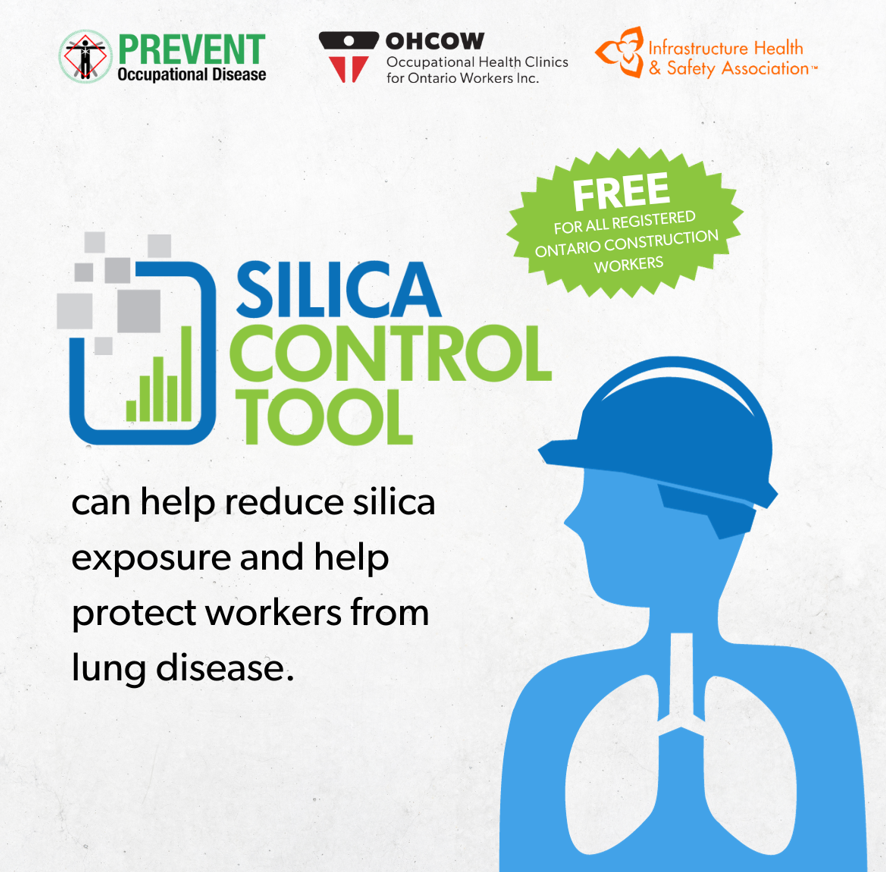 PREVENT
Occupational Disease
OHCOW
Occupational Health Clinics
for Ontario Workers Inc.
Infrastructure Health
& Safety Association™
FREE
FOR ALL REGISTERED
ONTARIO CONSTRUCTION
WORKERS
SILICA
CONTROL
TOOL
can help reduce silica
exposure and help
protect workers from
lung disease.